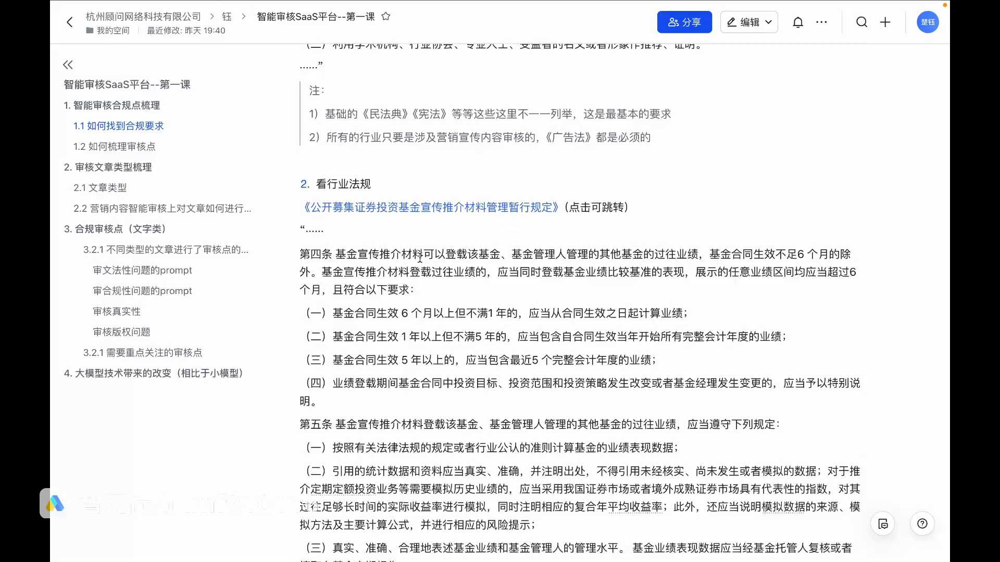 杭州顾问网络科技有限公司 > 钰 > 智能审核SaaS平台--第一课
我的空间 最近修改: 昨天 19:40
分享
编辑
楚钰
智能审核SaaS平台--第一课
1. 智能审核合规点梳理
1.1 如何找到合规要求
1.2 如何梳理审核点
2. 审核文章类型梳理
2.1 文章类型
2.2 营销内容智能审核上对文章如何进行...
3. 合规审核点（文字类）
3.2.1 不同类型的文章进行了审核点的...
审文法性问题的prompt
审合规性问题的prompt
审核真实性
审核版权问题
3.2.1 需要重点关注的审核点
4. 大模型技术带来的改变（相比于小模型）
（二）利用学术机构、行业协会、专业人士、受益者的名义或者形象作推荐、证明。
......”
注：
1）基础的《民法典》《宪法》等等这些这里不一一列举，这是最基本的要求
2）所有的行业只要是涉及营销宣传内容审核的，《广告法》都是必须的
2. 看行业法规
《公开募集证券投资基金宣传推介材料管理暂行规定》（点击可跳转）
“......
第四条 基金宣传推介材料可以登载该基金、基金管理人管理的其他基金的过往业绩，基金合同生效不足6 个月的除
外。基金宣传推介材料登载过往业绩的，应当同时登载基金业绩比较基准的表现，展示的任意业绩区间均应当超过6
个月，且符合以下要求：
（一）基金合同生效 6 个月以上但不满1 年的，应当从合同生效之日起计算业绩；
（二）基金合同生效 1 年以上但不满5 年的，应当包含自合同生效当年开始所有完整会计年度的业绩；
（三）基金合同生效 5 年以上的，应当包含最近5 个完整会计年度的业绩；
（四）业绩登载期间基金合同中投资目标、投资范围和投资策略发生改变或者基金经理发生变更的，应当予以特别说
明。
第五条 基金宣传推介材料登载该基金、基金管理人管理的其他基金的过往业绩，应当遵守下列规定：
（一）按照有关法律法规的规定或者行业公认的准则计算基金的业绩表现数据；
（二）引用的统计数据和资料应当真实、准确，并注明出处，不得引用未经核实、尚未发生或者模拟的数据；对于推
介定期定额投资业务等需要模拟历史业绩的，应当采用我国证券市场或者境外成熟证券市场具有代表性的指数，对其
过往足够长时间的实际收益率进行模拟，同时注明相应的复合年平均收益率；此外，还应当说明模拟数据的来源、模
拟方法及主要计算公式，并进行相应的风险提示；
（三）真实、准确、合理地表述基金业绩和基金管理人的管理水平。 基金业绩表现数据应当经基金托管人复核或者